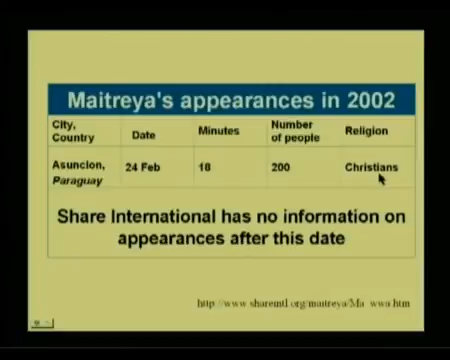 Maitreya's appearances in 2002
City, Country Date Minutes Number of people Religion
Asuncion, Paraguay 24 Feb 18 200 Christians
Share International has no information on
appearances after this date